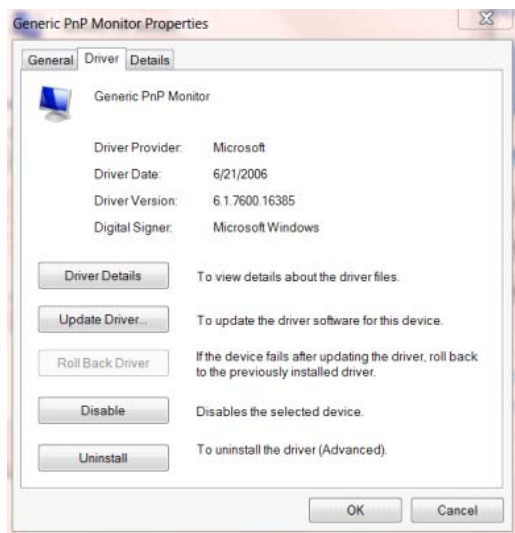 Generic PnP Monitor Properties
General Driver Details
Generic PnP Monitor
Driver Provider: Microsoft
Driver Date: 6/21/2006
Driver Version: 6.1.7600.16385
Digital Signer: Microsoft Windows
Driver Details To view details about the driver files.
Update Driver... To update the driver software for this device.
Roll Back Driver If the device fails after updating the driver, roll back
to the previously installed driver.
Disable Disables the selected device.
Uninstall To uninstall the driver (Advanced).
OK Cancel